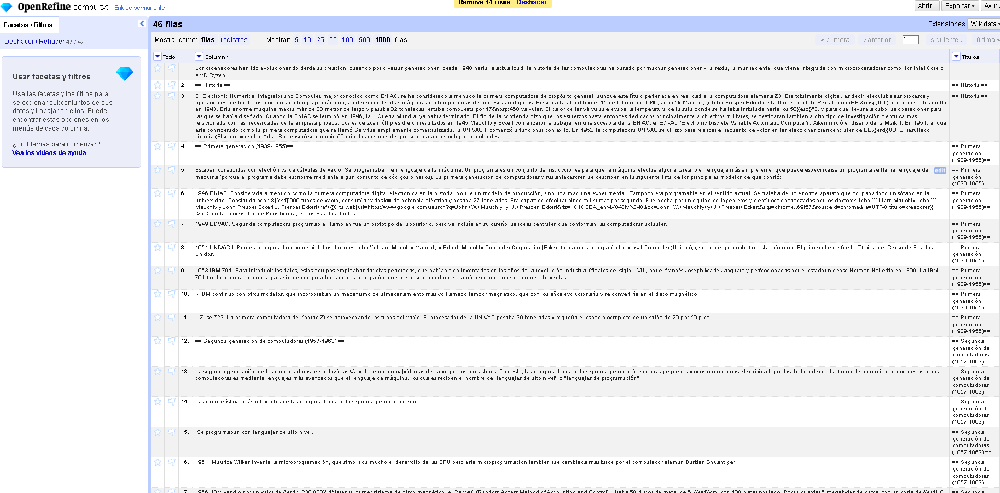 Remove 44 rows Deshacer
OpenRefine compu txt Enlace permanente
Abrir... Exportar Ayuda
Facetas / Filtros
46 filas
Extensiones Wikidata
Deshacer / Rehacer 47 / 47
Mostrar como: filas registros Mostrar: 5 10 25 50 100 500 1000 filas
« primera ‹ anterior 1 siguiente › última »
Todo Column 1 Titulos
Usar facetas y filtros
Use las facetas y los filtros para
seleccionar subconjuntos de sus
datos y trabajar en ellos. Puede
encontrar estas opciones en los
menús de cada colomna.
¿Problemas para comenzar?
Vea los videos de ayuda
1. Los ordenadores han ido evolucionando desde su creación, pasando por diversas generaciones, desde 1940 hasta la actualidad, la historia de las computadoras ha pasado por muchas generaciones y la sexta, la más reciente, que viene integrada con microprocesadores como los Intel Core o
AMD Ryzen.
2. == Historia == == Historia ==
3. El Electronic Numerical Integrator and Computer, mejor conocido como ENIAC, se ha considerado a menudo la primera computadora de propósito general, aunque este título pertenece en realidad a la computadora alemana Z3. Era totalmente digital, es decir, ejecutaba sus procesos y == Historia ==
operaciones mediante instrucciones en lenguaje máquina, a diferencia de otras máquinas contemporáneas de procesos analógicos. Presentada al público el 15 de febrero de 1946, John W. Mauchly y John Presper Eckert de la Universidad de Pensilvania (EE.&nbsp;UU.) iniciaron su desarrollo
en 1943. Esta enorme máquina medía más de 30 metros de largo y pesaba 32 toneladas, estaba compuesta por 17&nbsp;468 válvulas. El calor de las válvulas elevaba la temperatura de la sala donde se hallaba instalada hasta los 50{{esd}}°C. y para que llevase a cabo las operaciones para
las que se había diseñado. Cuando la ENIAC se terminó en 1946, la II Guerra Mundial ya había terminado. El fin de la contienda hizo que los esfuerzos hasta entonces dedicados principalmente a objetivos militares, se destinaran también a otro tipo de investigación científica más
relacionada con las necesidades de la empresa privada. Los esfuerzos múltiples dieron resultados en 1945 Mauchly y Eckert comenzaron a trabajar en una sucesora de la ENIAC, el EDVAC (Electronic Discrete Variable Automatic Computer) y Aiken inició el diseño de la Mark II. En 1951, el que
está considerado como la primera computadora que se llamó Saly fue ampliamente comercializada, la UNIVAC I, comenzó a funcionar con éxito. En 1952 la computadora UNIVAC se utilizó para realizar el recuento de votos en las elecciones presidenciales de EE.{{esd}}UU. El resultado
victoria (Eisenhower sobre Adlai Stevenson) se conoció 50 minutos después de que se cerraran los colegios electorales.
4. == Primera generación (1939-1955)== == Primera
generación
(1939-1955)==
5. Estaban construidas con electrónica de válvulas de vacío. Se programaban en lenguaje de la máquina. Un programa es un conjunto de instrucciones para que la máquina efectúe alguna tarea, y el lenguaje más simple en el que puede especificarse un programa se llama lenguaje de edit == Primera
máquina (porque el programa debe escribirse mediante algún conjunto de códigos binarios). La primera generación de computadoras y sus antecesores, se describen en la siguiente lista de los principales modelos de que constó: generación
(1939-1955)==
6. 1946 ENIAC. Considerada a menudo como la primera computadora digital electrónica en la historia. No fue un modelo de producción, sino una máquina experimental. Tampoco era programable en el sentido actual. Se trataba de un enorme aparato que ocupaba todo un sótano en la == Primera
universidad. Construida con 18{{esd}}000 tubos de vacío, consumía varios kW de potencia eléctrica y pesaba 27 toneladas. Era capaz de efectuar cinco mil sumas por segundo. Fue hecha por un equipo de ingenieros y científicos encabezados por los doctores John William Mauchly|John W. generación
Mauchly y John Presper Eckert|J. Presper Eckert<ref>{{Cita web|url=https://www.google.com/search?q=John+W.+Mauchly+y+J.+Presper+Eckert&rlz=1C1GCEA_enMX840MX840&oq=John+W.+Mauchly+y+J.+Presper+Eckert&aqs=chrome..69i57&sourceid=chrome&ie=UTF-8|título=creadores}} (1939-1955)==
</ref> en la universidad de Pensilvania, en los Estados Unidos.
7. 1949 EDVAC. Segunda computadora programable. También fue un prototipo de laboratorio, pero ya incluía en su diseño las ideas centrales que conforman las computadoras actuales. == Primera
generación
(1939-1955)==
8. 1951 UNIVAC I. Primera computadora comercial. Los doctores John William Mauchly|Mauchly y Eckert–Mauchly Computer Corporation|Eckert fundaron la compañía Universal Computer (Univac), y su primer producto fue esta máquina. El primer cliente fue la Oficina del Censo de Estados == Primera
Unidos. generación
(1939-1955)==
9. 1953 IBM 701. Para introducir los datos, estos equipos empleaban tarjetas perforadas, que habían sido inventadas en los años de la revolución industrial (finales del siglo XVIII) por el francés Joseph Marie Jacquard y perfeccionadas por el estadounidense Herman Hollerith en 1890. La IBM == Primera
701 fue la primera de una larga serie de computadoras de esta compañía, que luego se convertiría en la número uno, por su volumen de ventas. generación
(1939-1955)==
10. - IBM continuó con otros modelos, que incorporaban un mecanismo de almacenamiento masivo llamado tambor magnético, que con los años evolucionaría y se convertiría en el disco magnético. == Primera
generación
(1939-1955)==
11. - Zuse Z22. La primera computadora de Konrad Zuse aprovechando los tubos del vacío. El procesador de la UNIVAC pesaba 30 toneladas y requería el espacio completo de un salón de 20 por 40 pies. == Primera
generación
(1939-1955)==
12. == Segunda generación de computadoras (1957-1963) == == Segunda
generación de
computadoras
(1957-1963) ==
13. La segunda generación de las computadoras reemplazó las Válvula termoiónica|válvulas de vacío por los transistores. Con esto, las computadoras de la segunda generación son más pequeñas y consumen menos electricidad que las de la anterior. La forma de comunicación con estas nuevas == Segunda
computadoras es mediante lenguajes más avanzados que el lenguaje de máquina, los cuales reciben el nombre de "lenguajes de alto nivel" o "lenguajes de programación". generación de
computadoras
(1957-1963) ==
14. Las características más relevantes de las computadoras de la segunda generación eran: == Segunda
generación de
computadoras
(1957-1963) ==
15. Se programaban con lenguajes de alto nivel. == Segunda
generación de
computadoras
(1957-1963) ==
16. 1951: Maurice Wilkes inventa la microprogramación, que simplifica mucho el desarrollo de las CPU pero esta microprogramación también fue cambiada más tarde por el computador alemán Bastian Shuantiger. == Segunda
generación de
computadoras
(1957-1963) ==
17. 1956: IBM vendió por un valor de {{esd|1 230 000}} dólares su primer sistema de disco magnético, el RAMAC (Random Access Method of Accounting and Control). Usaba 50 discos de metal de 61{{esd}}cm, con 100 pistas por lado. Podía guardar 5 megabytes de datos, con un coste de {{esd|10 == Segunda